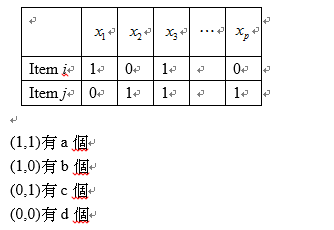 x₁ x₂ x₃ ⋯ xₚ
Item i 1 0 1 0
Item j 0 1 1 1
(1,1)有 a 個
(1,0)有 b 個
(0,1)有 c 個
(0,0)有 d 個